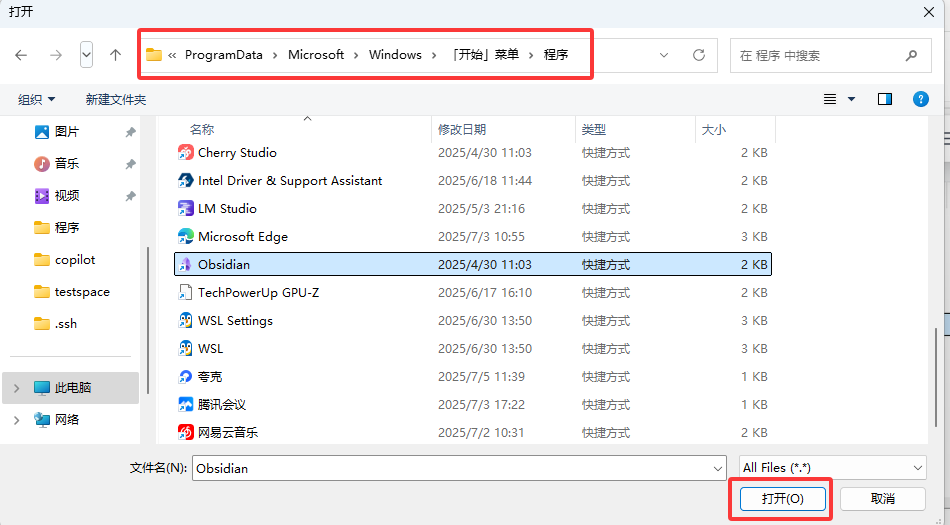 打开
« ProgramData › Microsoft › Windows › 「开始」菜单 › 程序
在 程序 中搜索
组织 新建文件夹
图片
音乐
视频
程序
copilot
testspace
.ssh
此电脑
网络
名称 修改日期 类型 大小
Cherry Studio 2025/4/30 11:03 快捷方式 2 KB
Intel Driver & Support Assistant 2025/6/18 11:44 快捷方式 2 KB
LM Studio 2025/5/3 21:16 快捷方式 2 KB
Microsoft Edge 2025/7/3 10:55 快捷方式 3 KB
Obsidian 2025/4/30 11:03 快捷方式 2 KB
TechPowerUp GPU-Z 2025/6/17 16:10 快捷方式 2 KB
WSL Settings 2025/6/30 13:50 快捷方式 3 KB
WSL 2025/6/30 13:50 快捷方式 3 KB
夸克 2025/7/5 11:39 快捷方式 1 KB
腾讯会议 2025/7/3 17:22 快捷方式 1 KB
网易云音乐 2025/7/2 10:31 快捷方式 2 KB
文件名(N): Obsidian All Files (*.*)
打开(O) 取消